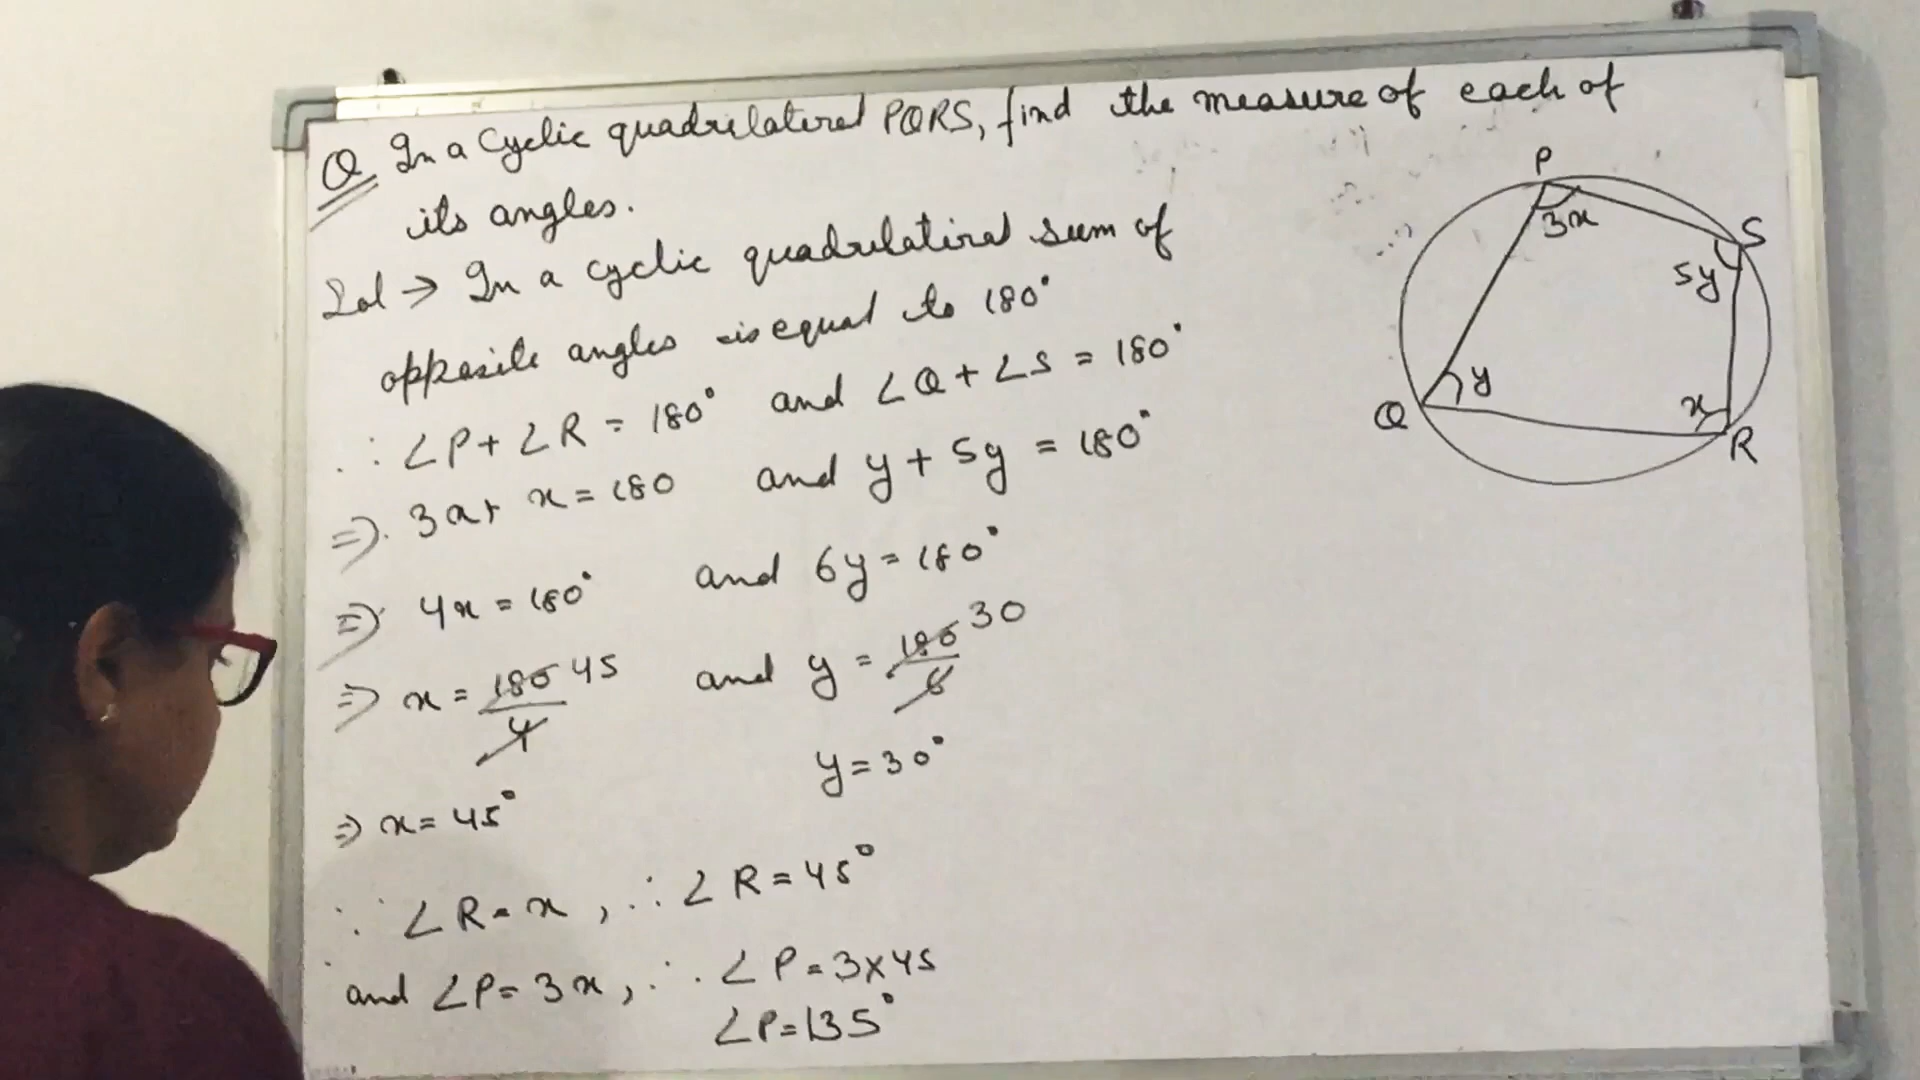 Q In a Cyclic quadrilateral PQRS, find the measure of each of
its angles.
Sol → In a cyclic quadrilateral sum of
opposite angles is equal to 180°
∴ ∠P + ∠R = 180° and ∠Q + ∠S = 180°
⇒ 3x + x = 180 and y + 5y = 180°
⇒ 4x = 180° and 6y = 180°
⇒ x = 180/4 45 and y = 180/6 30
y = 30°
⇒ x = 45°
∵ ∠R = x, ∴ ∠R = 45°
and ∠P = 3x, ∴ ∠P = 3×45
∠P = 135°
P
3x
S
5y
y
Q
x
R